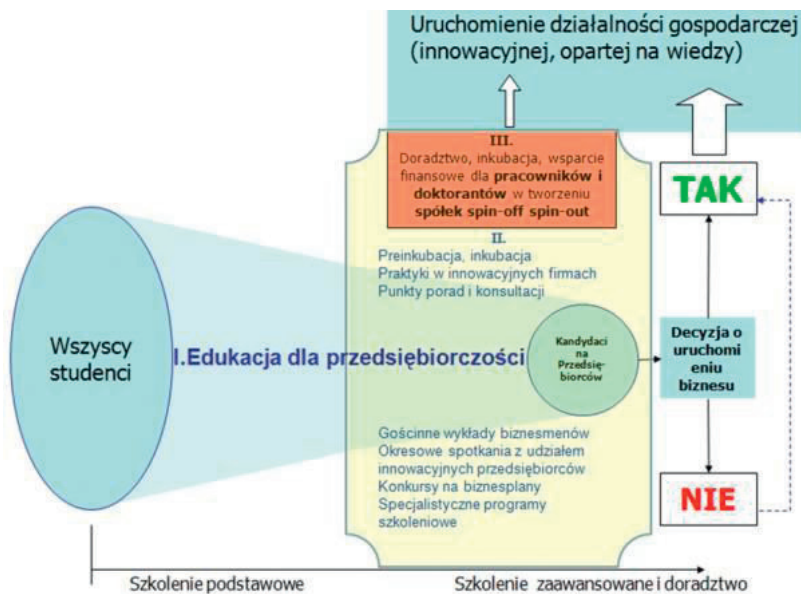 Uruchomienie działalności gospodarczej
(innowacyjnej, opartej na wiedzy)
III.
Doradztwo, inkubacja, wsparcie
finansowe dla pracowników i
doktorantów w tworzeniu
spółek spin-off spin-out
TAK
II.
Preinkubacja, inkubacja
Praktyki w innowacyjnych firmach
Punkty porad i konsultacji
Wszyscy
studenci
I.Edukacja dla przedsiębiorczości
Kandydaci
na
Przedsię-
biorców
Decyzja o
uruchomi
eniu
biznesu
Gościnne wykłady biznesmenów
Okresowe spotkania z udziałem
innowacyjnych przedsiębiorców
Konkursy na biznesplany
Specjalistyczne programy
szkoleniowe
NIE
Szkolenie podstawowe
Szkolenie zaawansowane i doradztwo